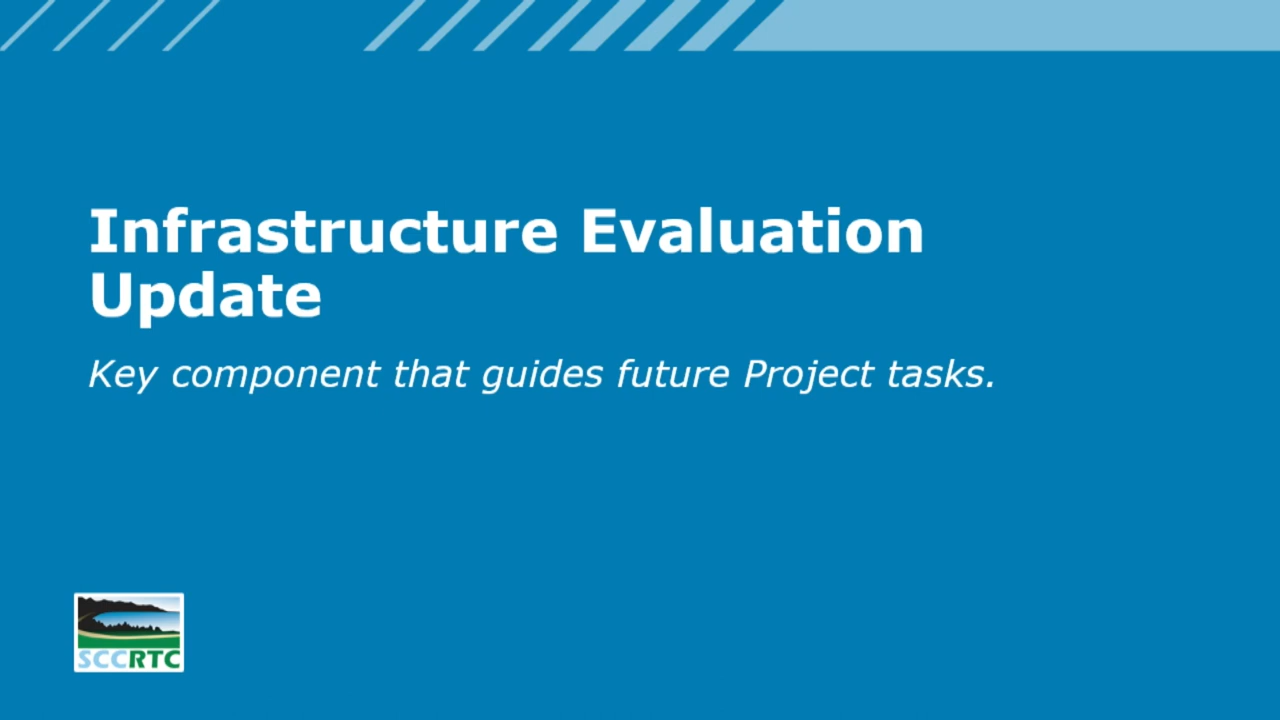 Infrastructure Evaluation
Update
Key component that guides future Project tasks.
SCCRTC